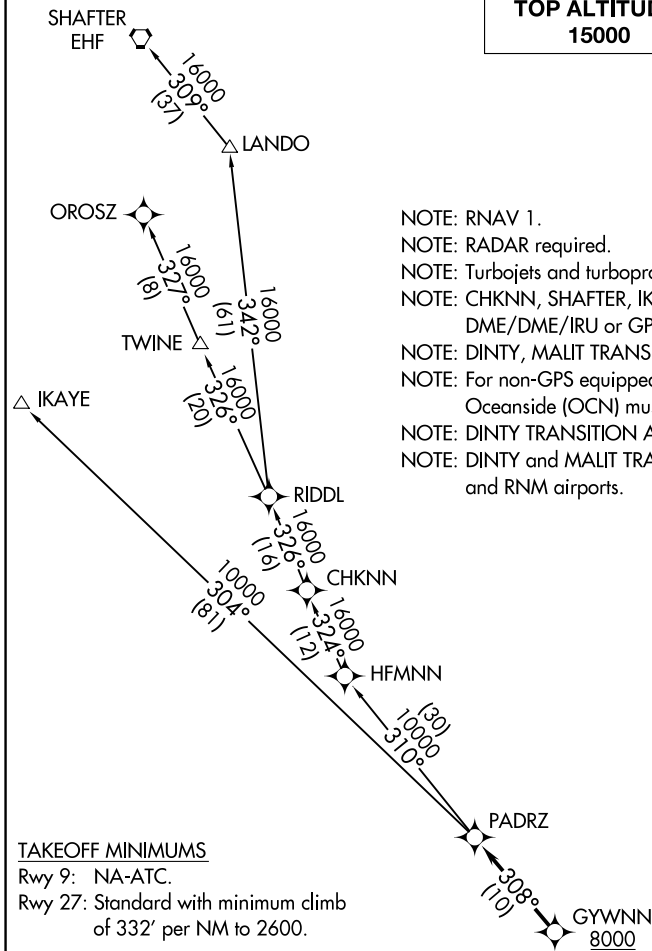 TOP ALTITUD
15000
SHAFTER
EHF
16000
309°
(37)
LANDO
OROSZ
16000
327°
(8)
16000
342°
(61)
TWINE
16000
326°
(20)
IKAYE
RIDDL
NOTE: RNAV 1.
NOTE: RADAR required.
NOTE: Turbojets and turbopro
NOTE: CHKNN, SHAFTER, IK
DME/DME/IRU or GP
NOTE: DINTY, MALIT TRANS
NOTE: For non-GPS equipped
Oceanside (OCN) mu
NOTE: DINTY TRANSITION A
NOTE: DINTY and MALIT TRA
and RNM airports.
16000
326°
(16)
CHKNN
10000
304°
(81)
16000
324°
(12)
HFMNN
(30)
10000
310°
PADRZ
TAKEOFF MINIMUMS
Rwy 9: NA-ATC.
Rwy 27: Standard with minimum climb
of 332' per NM to 2600.
308°
(10)
GYWNN
8000